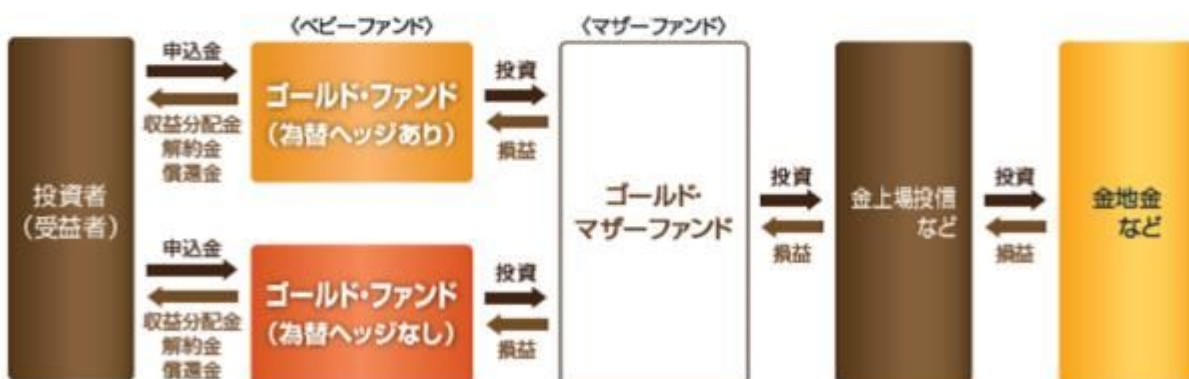 〈ベビーファンド〉
〈マザーファンド〉
投資者
（受益者）
申込金
収益分配金
解約金
償還金
ゴールド・ファンド
（為替ヘッジあり）
投資
損益
申込金
収益分配金
解約金
償還金
ゴールド・ファンド
（為替ヘッジなし）
投資
損益
ゴールド・
マザーファンド
投資
損益
金上場投信
など
投資
損益
金地金
など